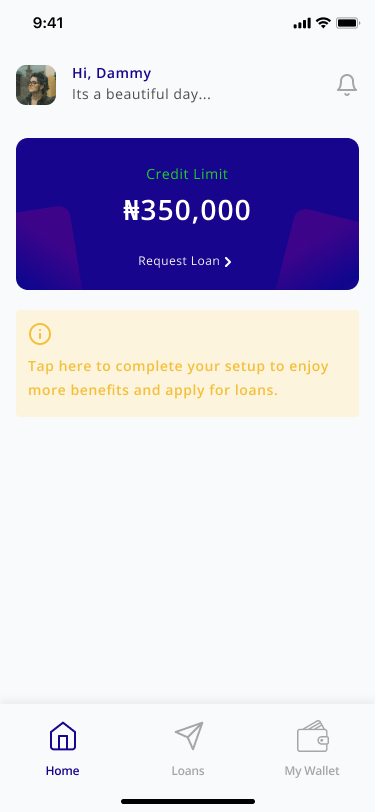 9:41
Hi, Dammy
Its a beautiful day...
Credit Limit
₦350,000
Request Loan
Tap here to complete your setup to enjoy
more benefits and apply for loans.
Home
Loans
My Wallet